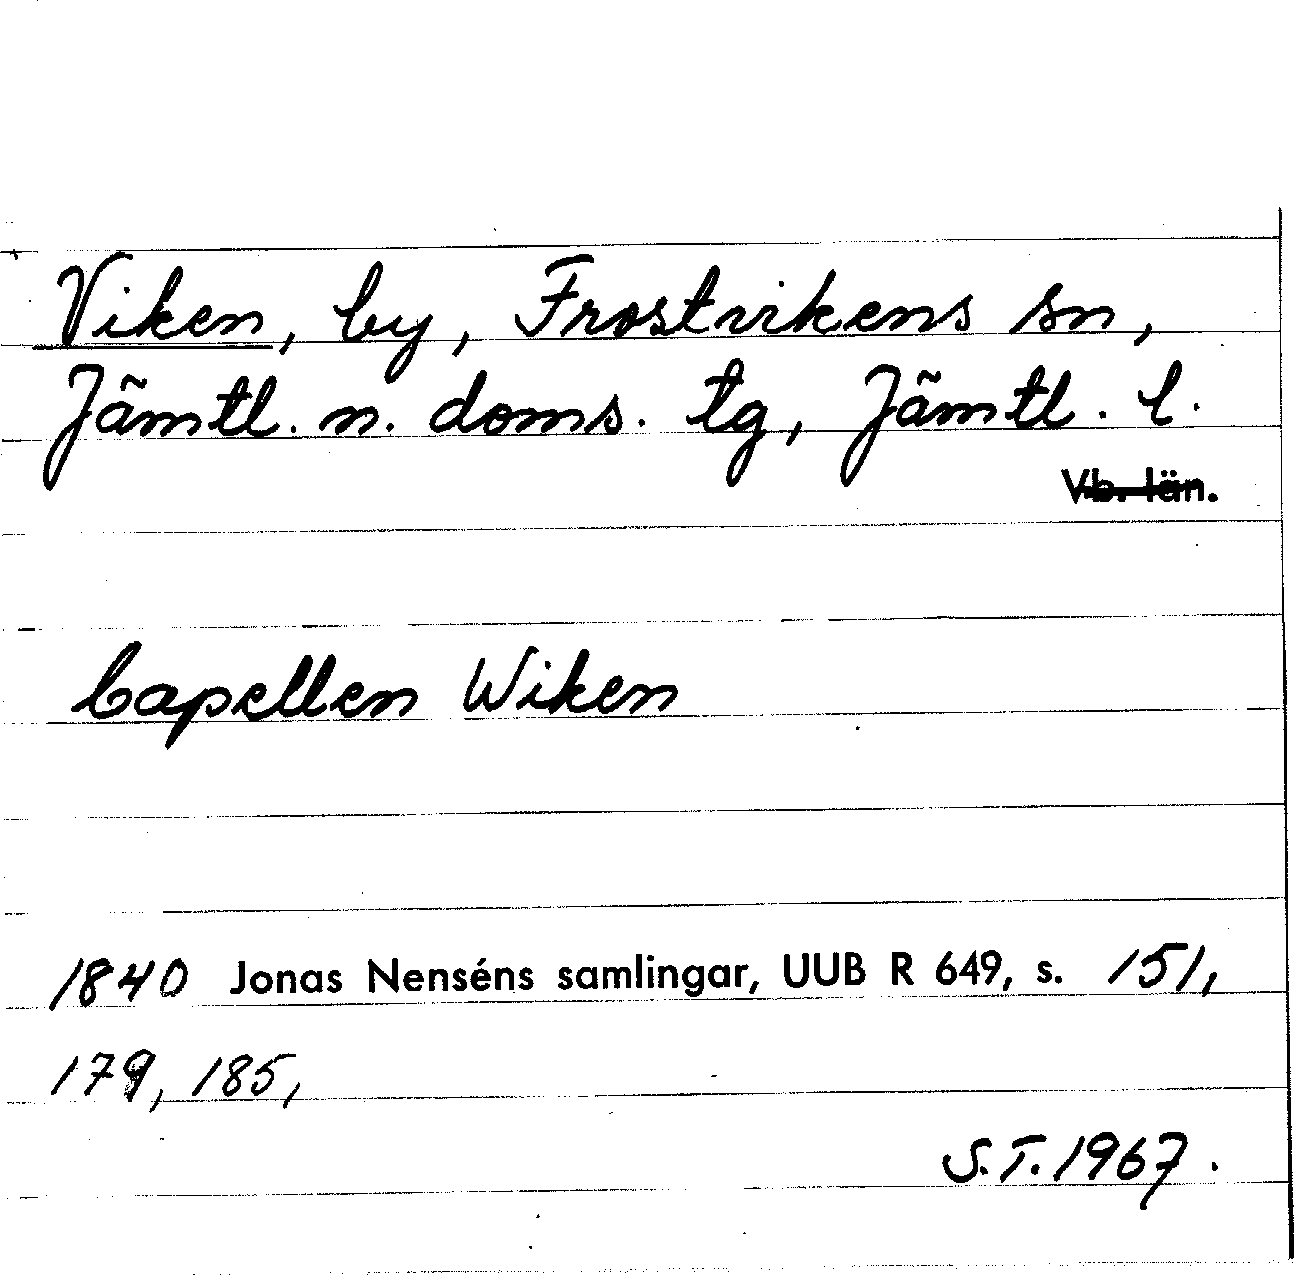 Viken, by, Frostvikens sn,
Jämtl. n. doms. tg, Jämtl. l.
Vb. län.
Capellen Wiken
1840 Jonas Nenséns samlingar, UUB R 649, s. 151,
179, 185,
S.T. 1967.